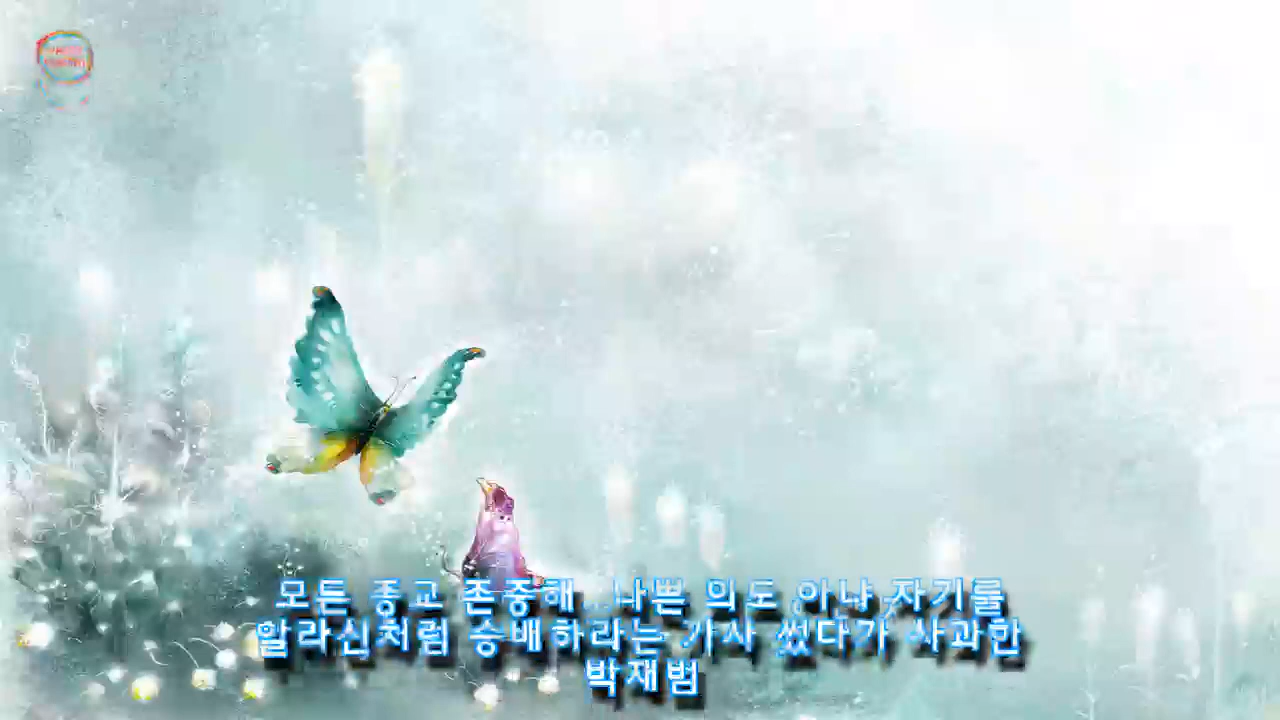 모든 종교 존중해...나쁜 의도 아냐 자기를
알라신처럼 숭배하라는 가사 썼다가 사과한
박재범